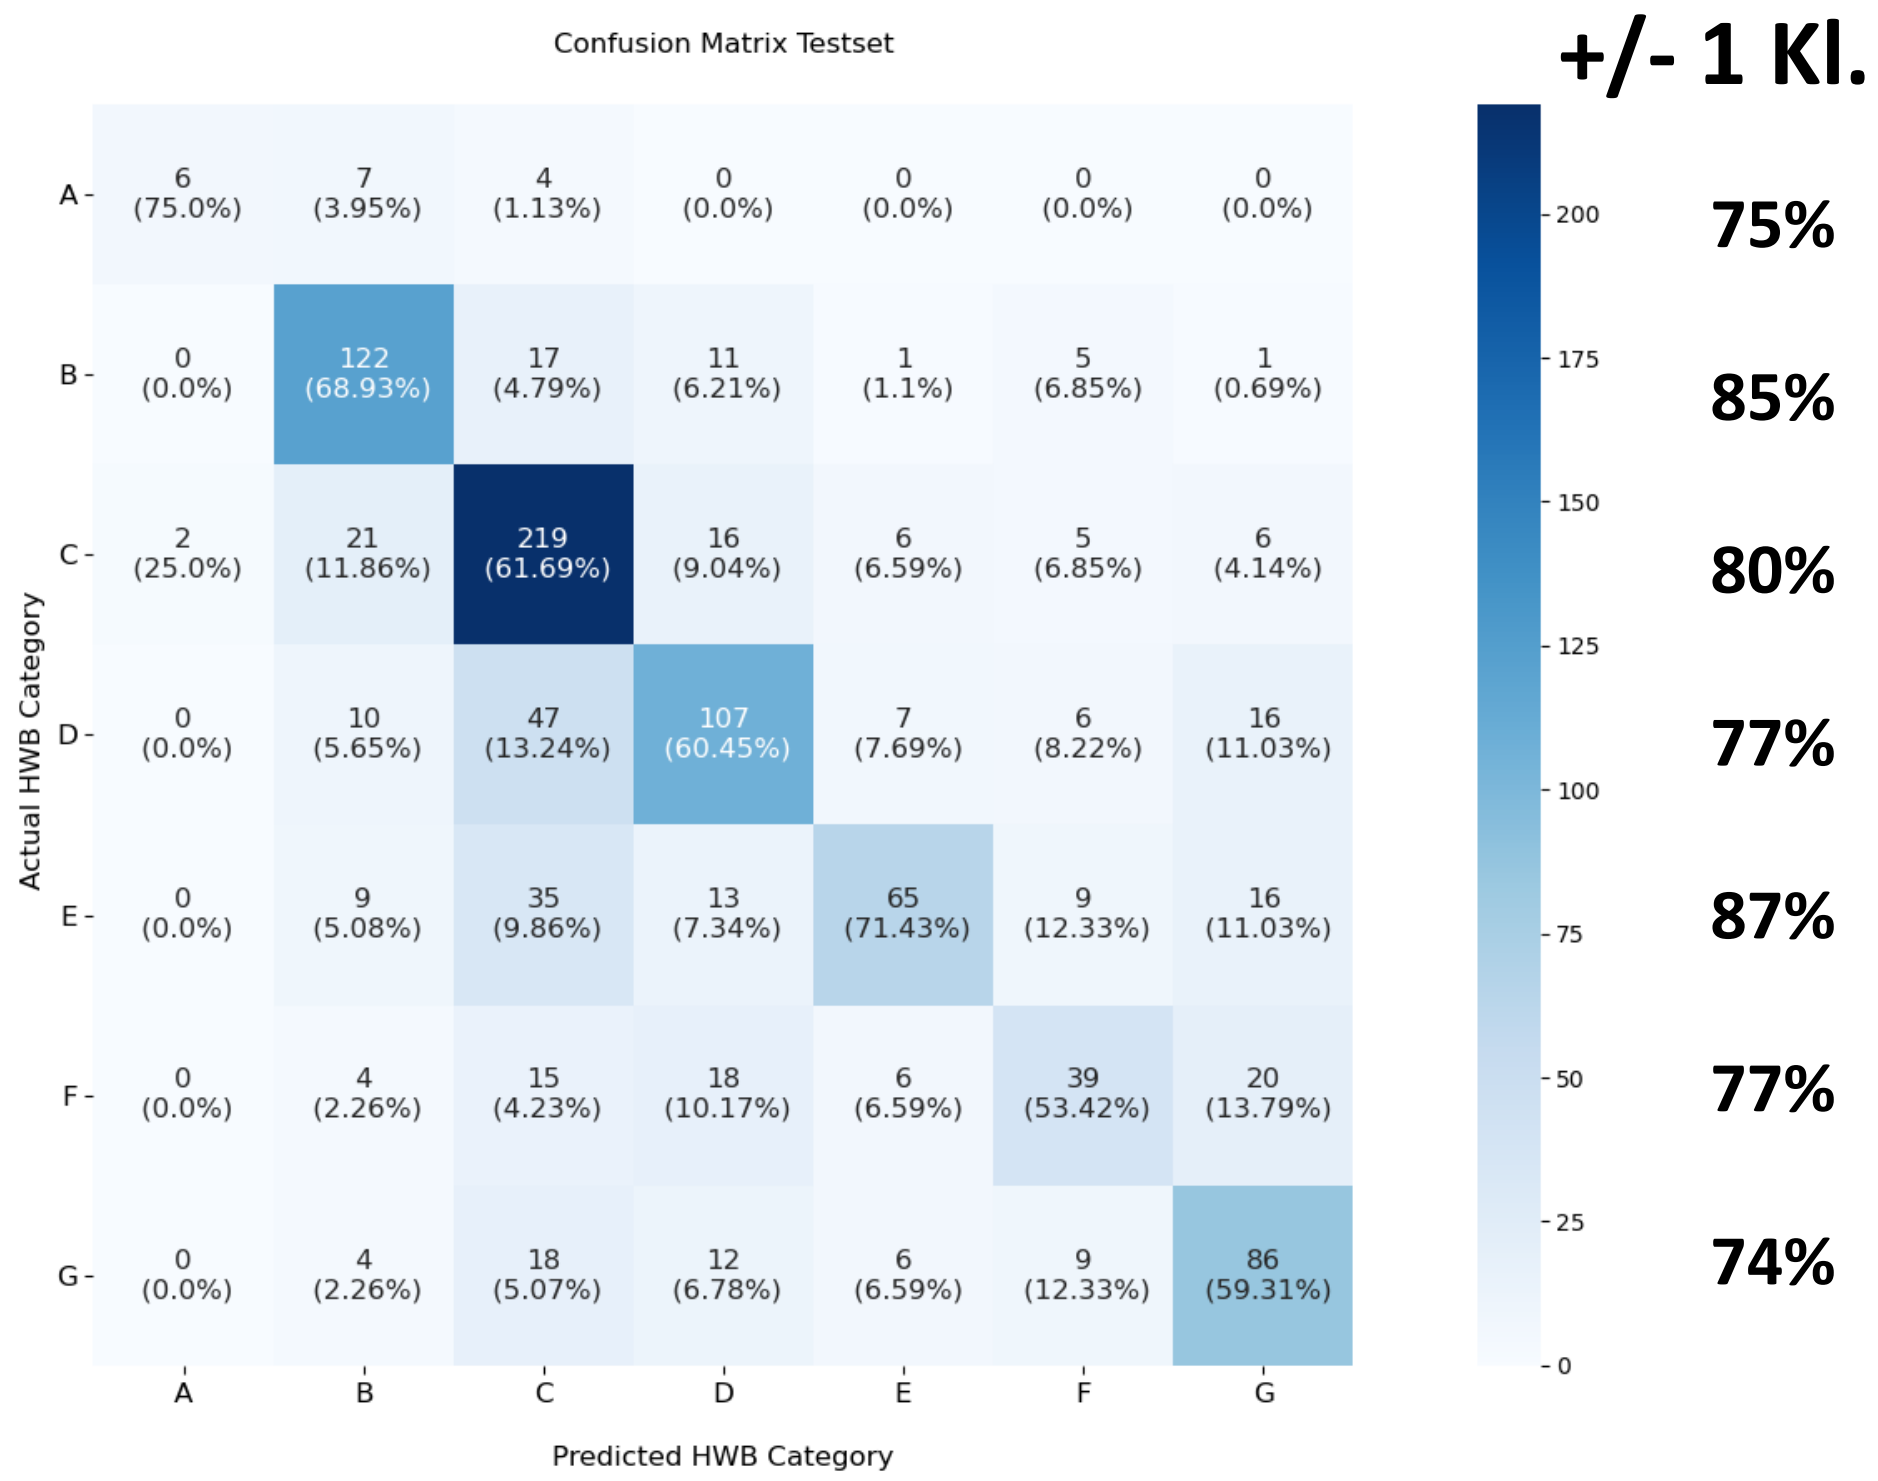 Confusion Matrix Testset
+/- 1 Kl.
A
6 7 4 0 0 0 0
(75.0%) (3.95%) (1.13%) (0.0%) (0.0%) (0.0%) (0.0%)
75%
B
0 122 17 11 1 5 1
(0.0%) (68.93%) (4.79%) (6.21%) (1.1%) (6.85%) (0.69%)
85%
C
2 21 219 16 6 5 6
(25.0%) (11.86%) (61.69%) (9.04%) (6.59%) (6.85%) (4.14%)
80%
D
0 10 47 107 7 6 16
(0.0%) (5.65%) (13.24%) (60.45%) (7.69%) (8.22%) (11.03%)
77%
E
0 9 35 13 65 9 16
(0.0%) (5.08%) (9.86%) (7.34%) (71.43%) (12.33%) (11.03%)
87%
F
0 4 15 18 6 39 20
(0.0%) (2.26%) (4.23%) (10.17%) (6.59%) (53.42%) (13.79%)
77%
G
0 4 18 12 6 9 86
(0.0%) (2.26%) (5.07%) (6.78%) (6.59%) (12.33%) (59.31%)
74%
A B C D E F G
Predicted HWB Category
Actual HWB Category
200
175
150
125
100
75
50
25
0